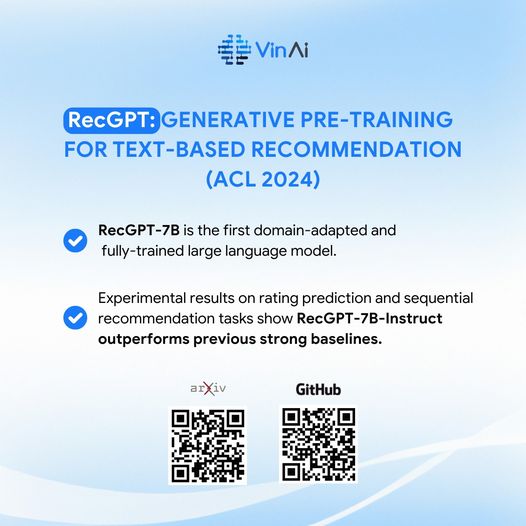 VinAi
RecGPT: GENERATIVE PRE-TRAINING
FOR TEXT-BASED RECOMMENDATION
(ACL 2024)
RecGPT-7B is the first domain-adapted and
fully-trained large language model.
Experimental results on rating prediction and sequential
recommendation tasks show RecGPT-7B-Instruct
outperforms previous strong baselines.
arXiv
GitHub